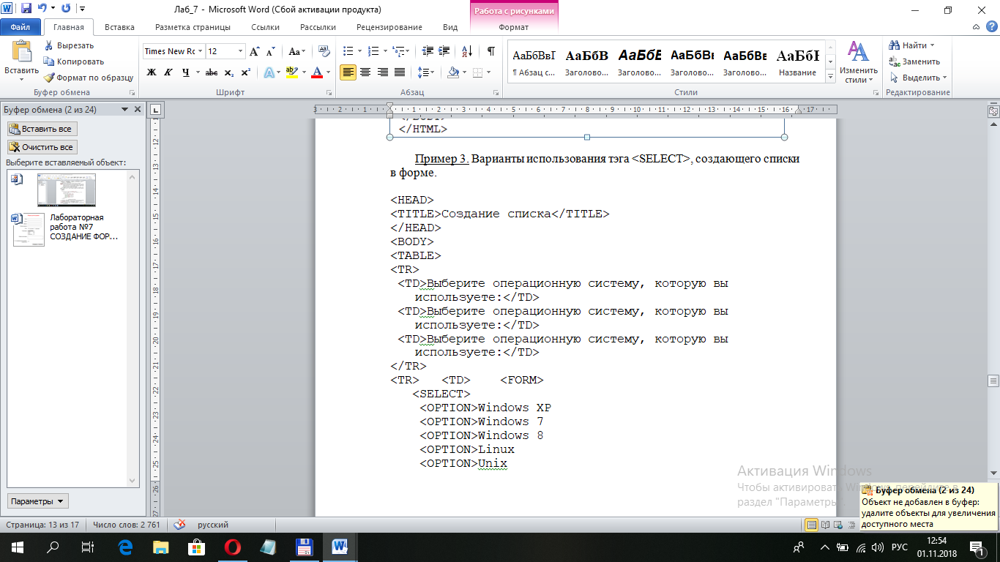 Лаб_7 - Microsoft Word (Сбой активации продукта)
Работа с рисунками
Файл Главная Вставка Разметка страницы Ссылки Рассылки Рецензирование Вид Формат
Вставить
Вырезать
Копировать
Формат по образцу
Буфер обмена
Times New Ro 12
Шрифт
Абзац
АаБбВвГ АаБбВ АаБбЕ АаБбВв АаБбВв АаБбЕ
¶ Абзац с... Заголово... Заголово... Заголово... Заголово... Название
Стили
Изменить стили
Найти
Заменить
Выделить
Редактирование
Буфер обмена (2 из 24)
Вставить все
Очистить все
Выберите вставляемый объект:
Лабораторная
работа №7
СОЗДАНИЕ ФОР...
Параметры
</HTML>
Пример 3. Варианты использования тэга <SELECT>, создающего списки
в форме.
<HEAD>
<TITLE>Создание списка</TITLE>
</HEAD>
<BODY>
<TABLE>
<TR>
<TD>Выберите операционную систему, которую вы
используете:</TD>
<TD>Выберите операционную систему, которую вы
используете:</TD>
<TD>Выберите операционную систему, которую вы
используете:</TD>
</TR>
<TR> <TD> <FORM>
<SELECT>
<OPTION>Windows XP
<OPTION>Windows 7
<OPTION>Windows 8
<OPTION>Linux
<OPTION>Unix
Активация Windows
Чтобы активировать Windows, перейдите в
раздел "Параметры".
Буфер обмена (2 из 24)
Объект не добавлен в буфер:
удалите объекты для увеличения
доступного места
Страница: 13 из 17 Число слов: 2 761 русский
РУС
12:54
01.11.2018